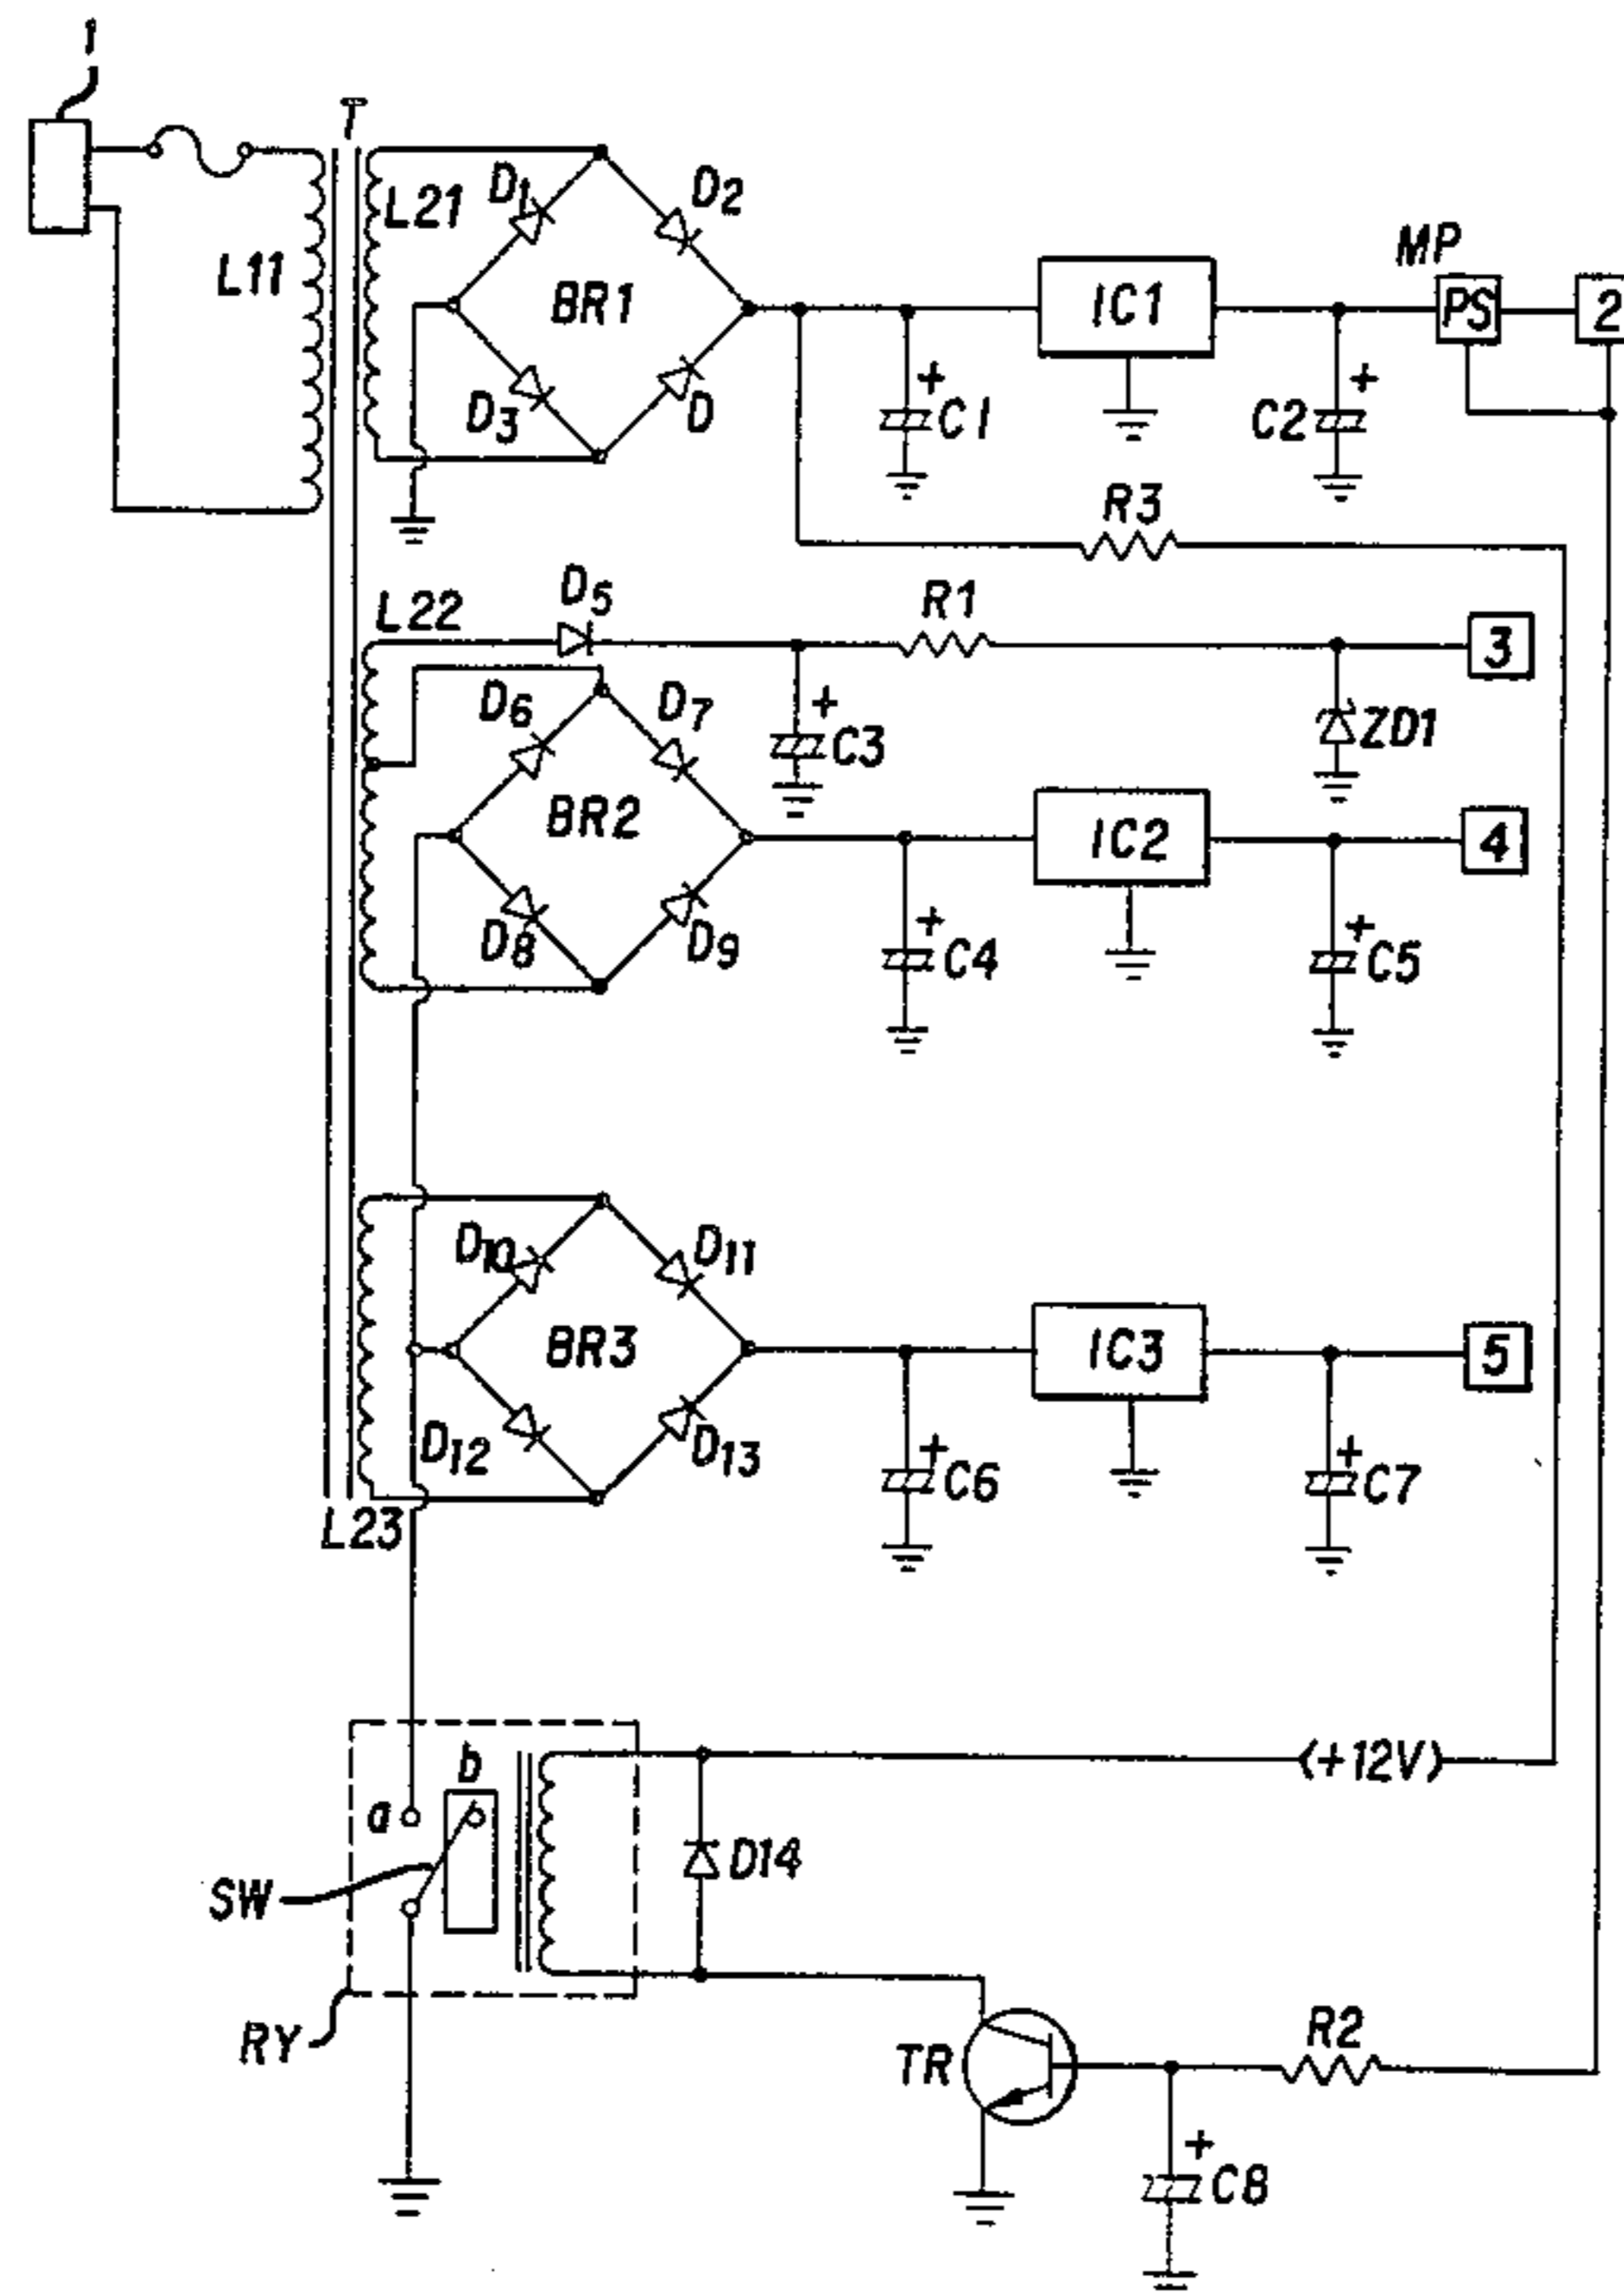 1
T
L11
L21
D1
D2
BR1
D3
D
IC1
MP
PS
2
C1
C2
R3
L22
D5
R1
3
D6
D7
C3
ZD1
BR2
IC2
4
D8
D9
C4
C5
D10
D11
BR3
IC3
5
D12
D13
C6
C7
L23
b
(+12V)
a
D14
SW
RY
TR
R2
C8
+
+
+
+
+
+
+
+